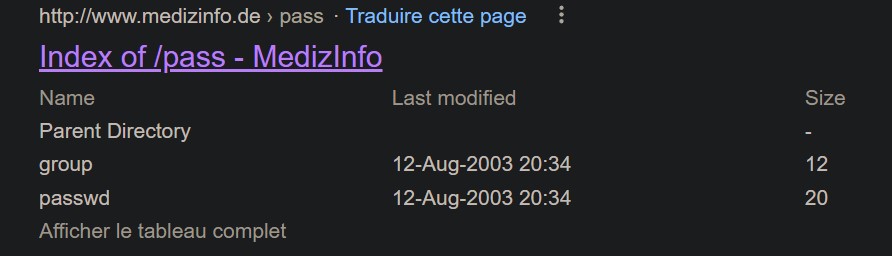 http://www.medizinfo.de › pass · Traduire cette page
Index of /pass - MedizInfo
Name Last modified Size
Parent Directory -
group 12-Aug-2003 20:34 12
passwd 12-Aug-2003 20:34 20
Afficher le tableau complet